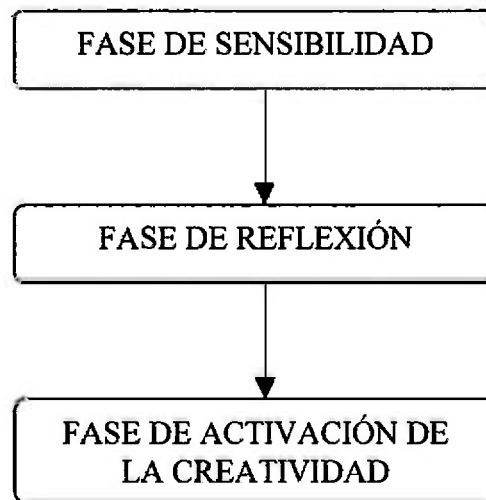 FASE DE SENSIBILIDAD
FASE DE REFLEXIÓN
FASE DE ACTIVACIÓN DE
LA CREATIVIDAD